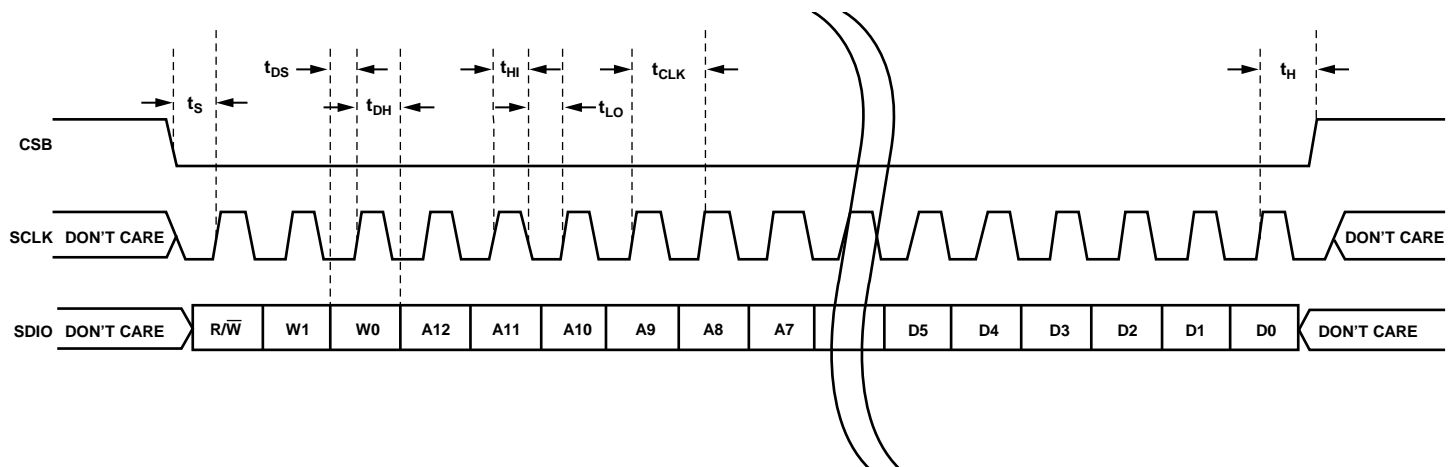 tDS
tHI
tCLK
tH
tS
tDH
tLO
CSB
SCLK DON'T CARE
DON'T CARE
SDIO DON'T CARE R/W̅ W1 W0 A12 A11 A10 A9 A8 A7 D5 D4 D3 D2 D1 D0 DON'T CARE